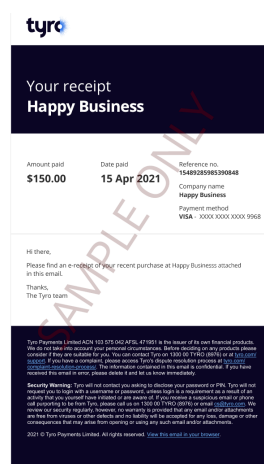 tyro
Your receipt
Happy Business
Amount paid
$150.00
Date paid
15 Apr 2021
Reference no.
15489285985390848
Company name
Happy Business
Payment method
VISA - XXXX XXXX XXXX 9968
SAMPLE ONLY
Hi there,
Please find an e-receipt of your recent purchase at Happy Businesss attached
in this email.
Thanks,
The Tyro team
Tyro Payments Limited ACN 103 575 042 AFSL 471951 is the issuer of its own financial products.
We do not take into account your personal circumstances. Before deciding on any products please
consider if they are suitable for you. You can contact Tyro on 1300 00 TYRO (8976) or at tyro.com/
support. If you have a complaint, please access Tyro's dispute resolution process at tyro.com/
complaint-resolution-process/. The information contained in this email is confidential. If you have
received this email in error, please delete it and let us know immediately.
Security Warning: Tyro will not contact you asking to disclose your password or PIN. Tyro will not
request you to login with a username or password, unless login is a requirement as a result of an
activity that you yourself have initiated or are aware of. If you receive a suspicious email or phone
call purporting to be from Tyro, please call us on 1300 00 TYRO (8976) or email cs@tyro.com. We
review our security regularly, however, no warranty is provided that any email and/or attachments
are free from viruses or other defects and no liability will be accepted for any loss, damage or other
consequences that may arise from opening or using any such email and/or attachments.
2021 © Tyro Payments Limited. All rights reserved. View this email in your browser.